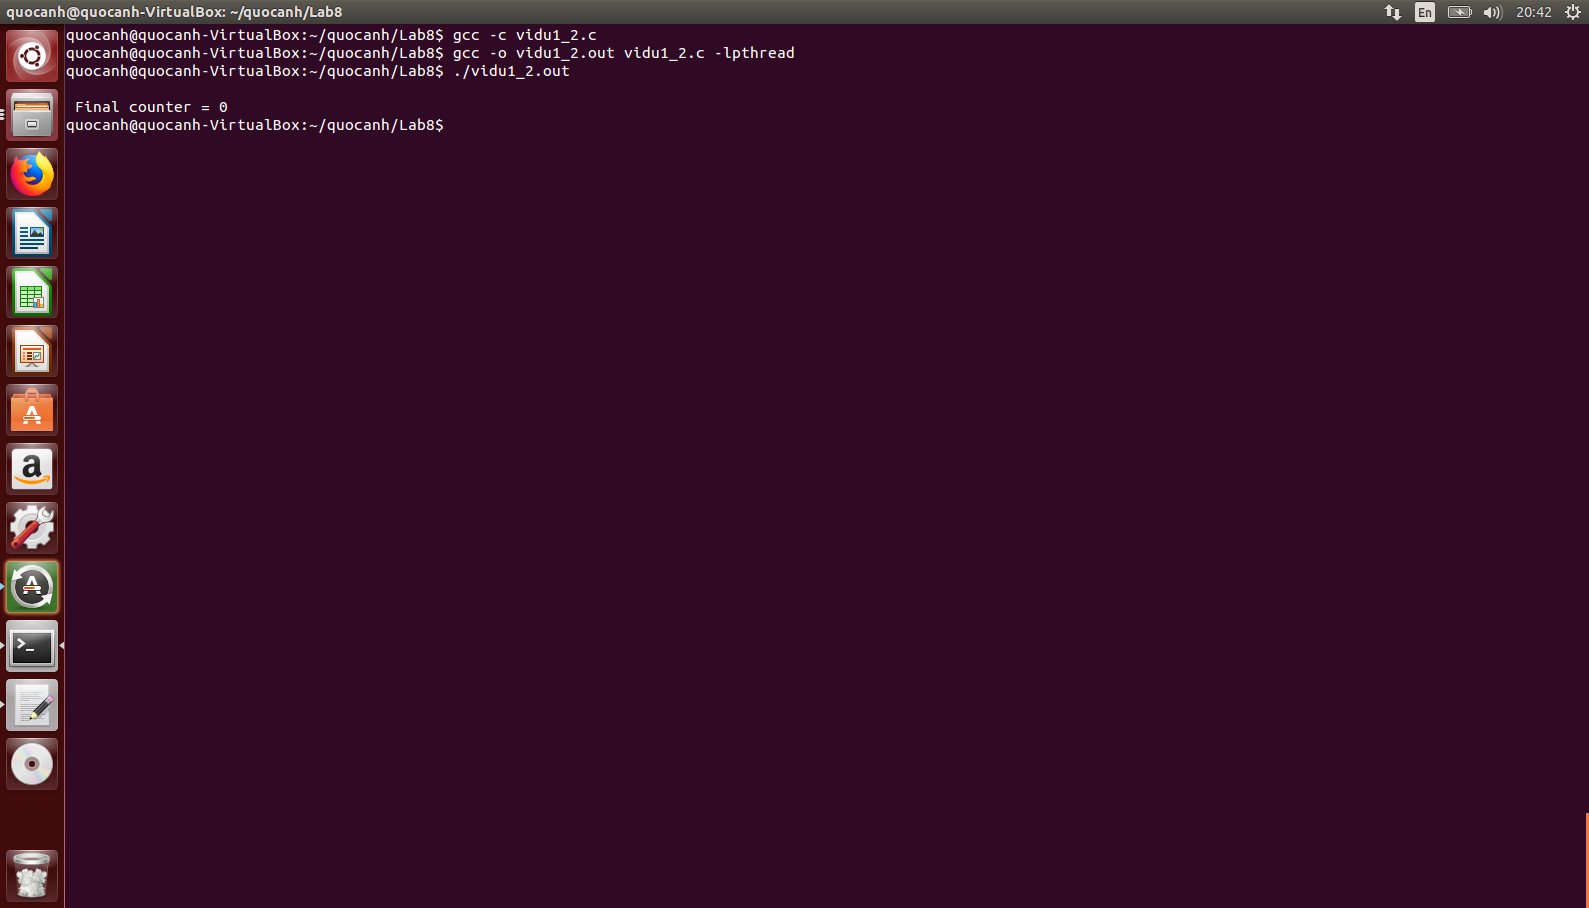 quocanh@quocanh-VirtualBox: ~/quocanh/Lab8
En
20:42
quocanh@quocanh-VirtualBox:~/quocanh/Lab8$ gcc -c vidu1_2.c
quocanh@quocanh-VirtualBox:~/quocanh/Lab8$ gcc -o vidu1_2.out vidu1_2.c -lpthread
quocanh@quocanh-VirtualBox:~/quocanh/Lab8$ ./vidu1_2.out
Final counter = 0
quocanh@quocanh-VirtualBox:~/quocanh/Lab8$